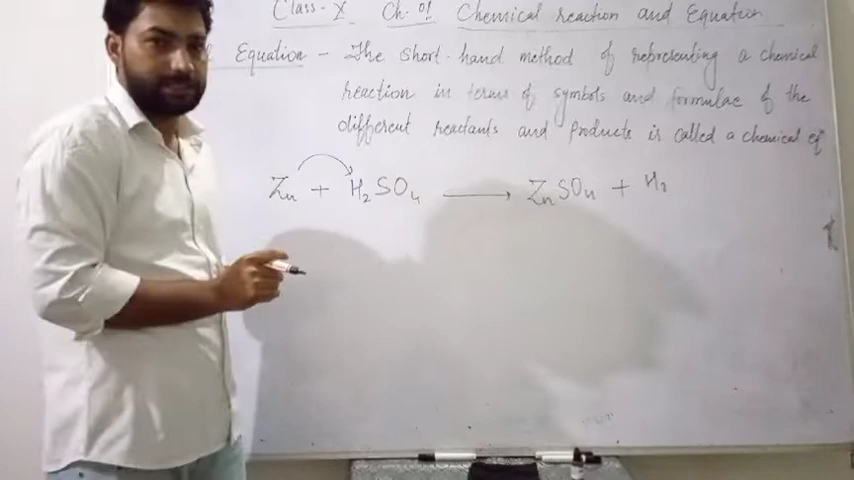 Class-X Ch-01 Chemical reaction and Equation
Equation - The short-hand method of representing a chemical
reaction in terms of symbols and formulae of the
different reactants and Products is called a chemical eq
Zn + H₂SO₄ ⟶ ZnSO₄ + H₂